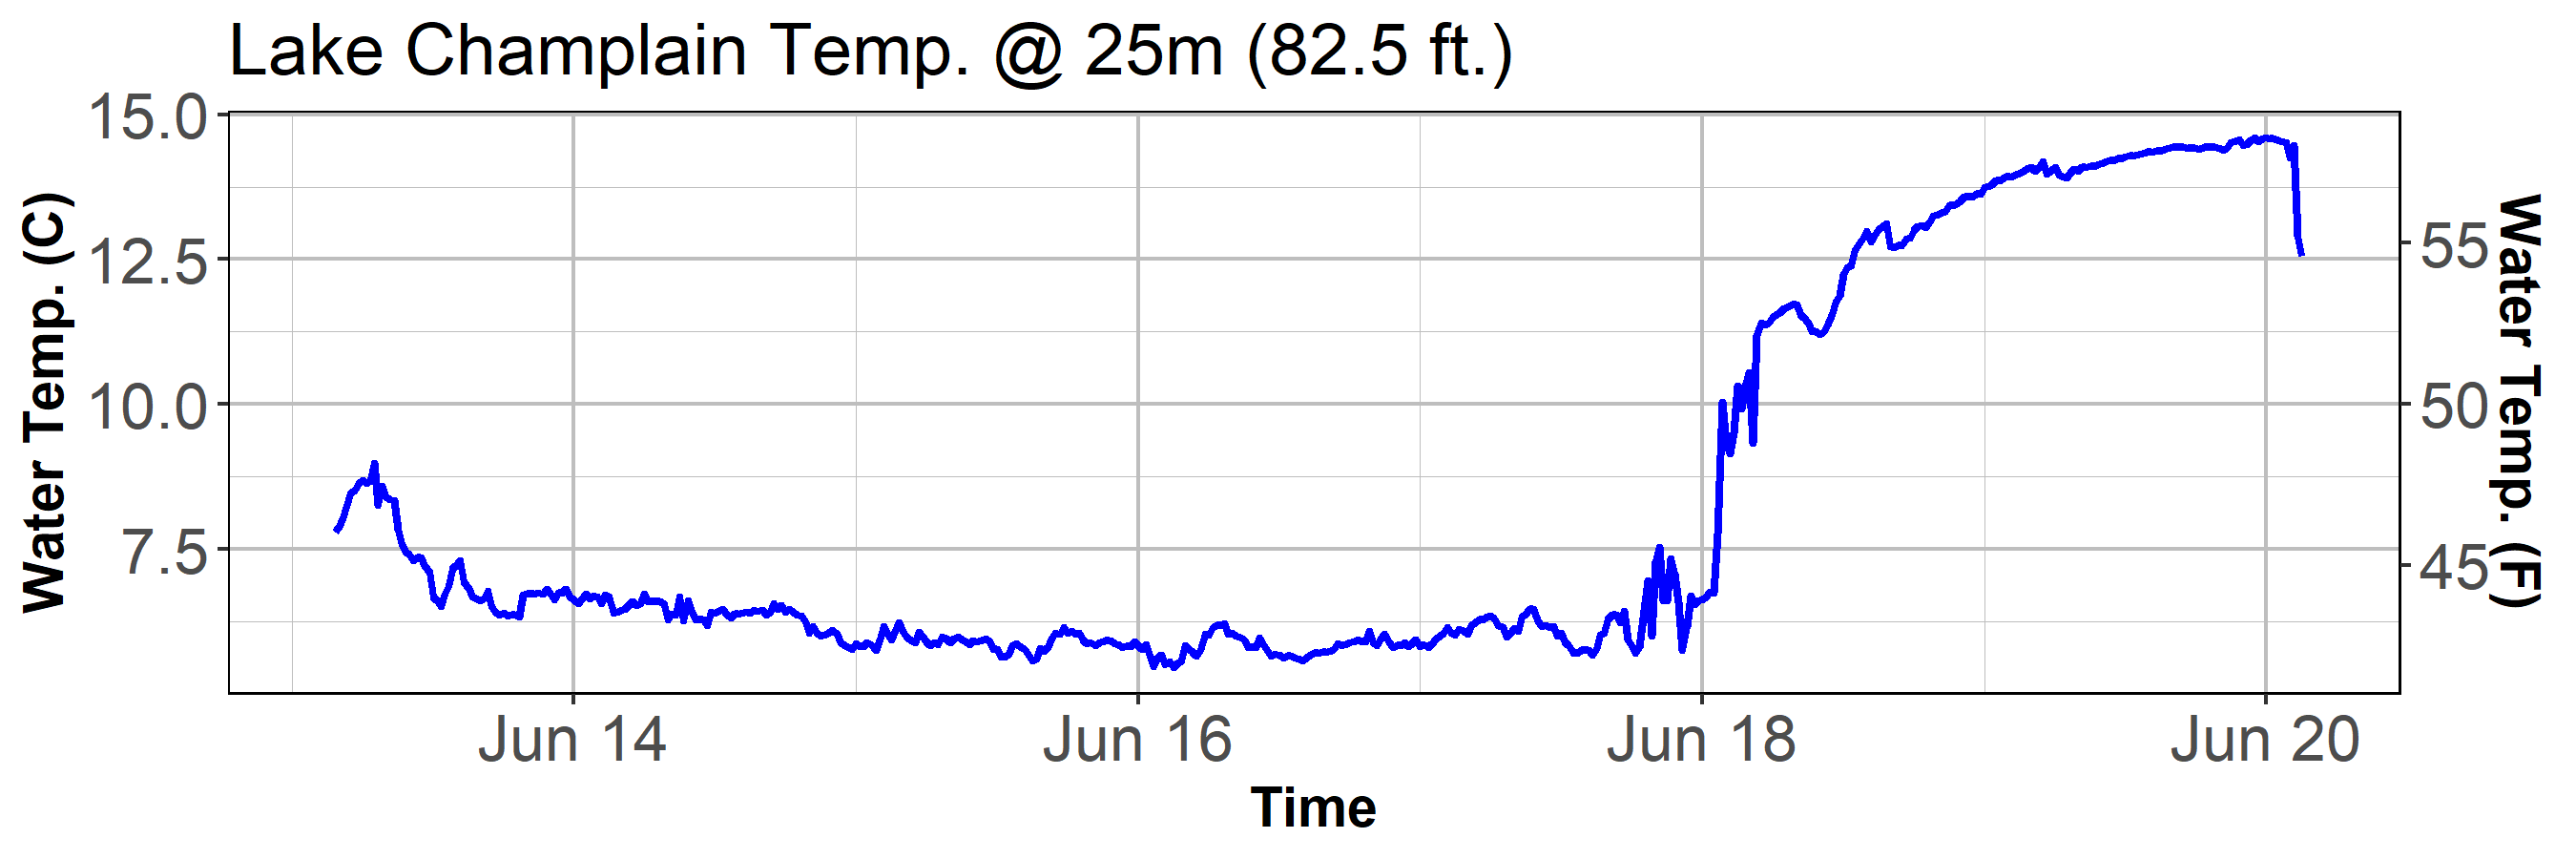 Lake Champlain Temp. @ 25m (82.5 ft.)
Water Temp. (C)
15.0
12.5
10.0
7.5
55
50
45
Water Temp. (F)
Jun 14
Jun 16
Jun 18
Jun 20
Time